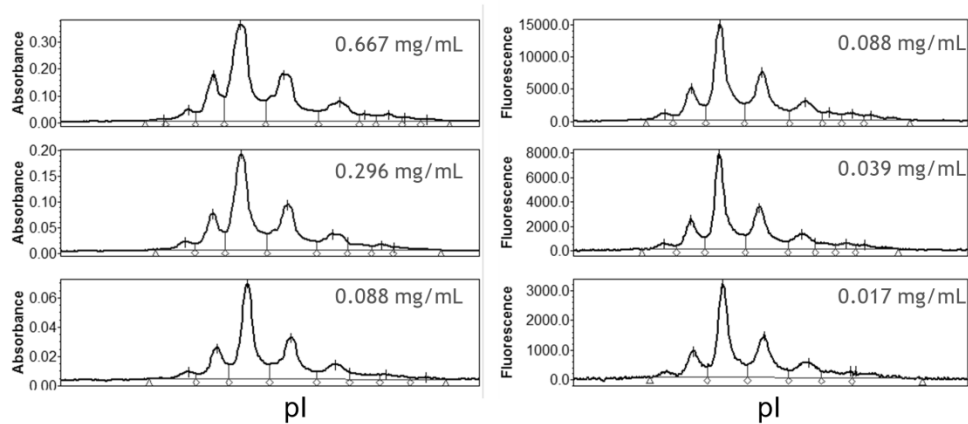 Absorbance
0.30
0.20
0.10
0.00
0.667 mg/mL
Absorbance
0.20
0.15
0.10
0.05
0.00
0.296 mg/mL
Absorbance
0.06
0.04
0.02
0.00
0.088 mg/mL
pI
Fluorescence
15000.0
10000.0
5000.0
0.0
0.088 mg/mL
Fluorescence
8000.0
6000.0
4000.0
2000.0
0.0
0.039 mg/mL
Fluorescence
3000.0
2000.0
1000.0
0.0
0.017 mg/mL
pI